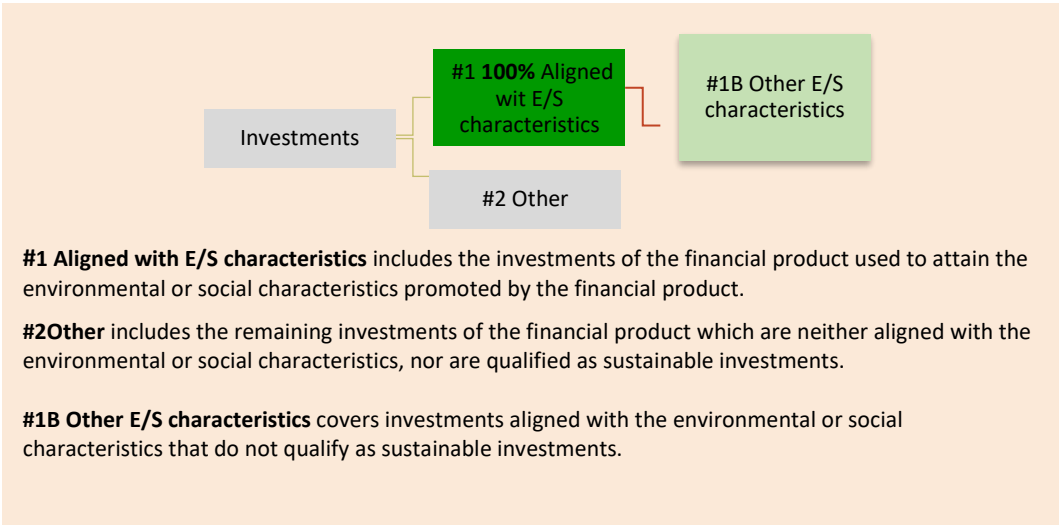 #1 100% Aligned
wit E/S
characteristics
#1B Other E/S
characteristics
Investments
#2 Other
#1 Aligned with E/S characteristics includes the investments of the financial product used to attain the
environmental or social characteristics promoted by the financial product.
#2Other includes the remaining investments of the financial product which are neither aligned with the
environmental or social characteristics, nor are qualified as sustainable investments.
#1B Other E/S characteristics covers investments aligned with the environmental or social
characteristics that do not qualify as sustainable investments.